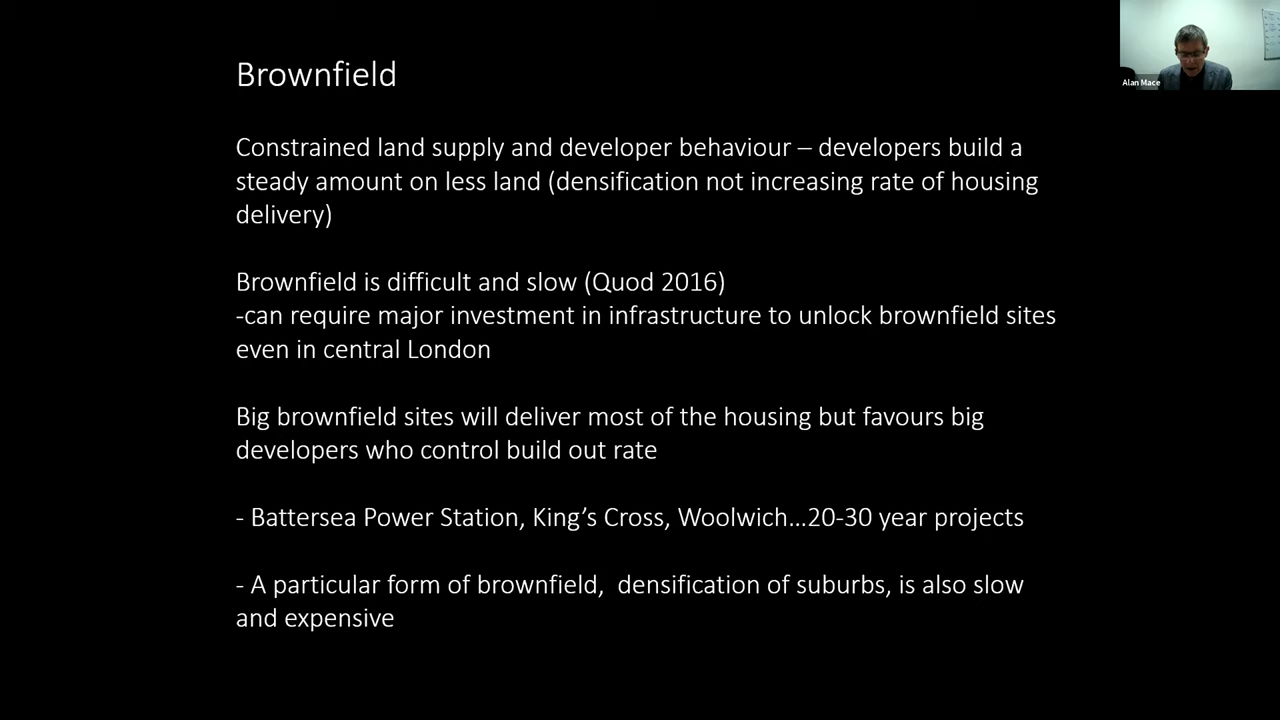 Brownfield
Alan Mace
Constrained land supply and developer behaviour – developers build a
steady amount on less land (densification not increasing rate of housing
delivery)
Brownfield is difficult and slow (Quod 2016)
-can require major investment in infrastructure to unlock brownfield sites
even in central London
Big brownfield sites will deliver most of the housing but favours big
developers who control build out rate
- Battersea Power Station, King’s Cross, Woolwich…20-30 year projects
- A particular form of brownfield,  densification of suburbs, is also slow
and expensive